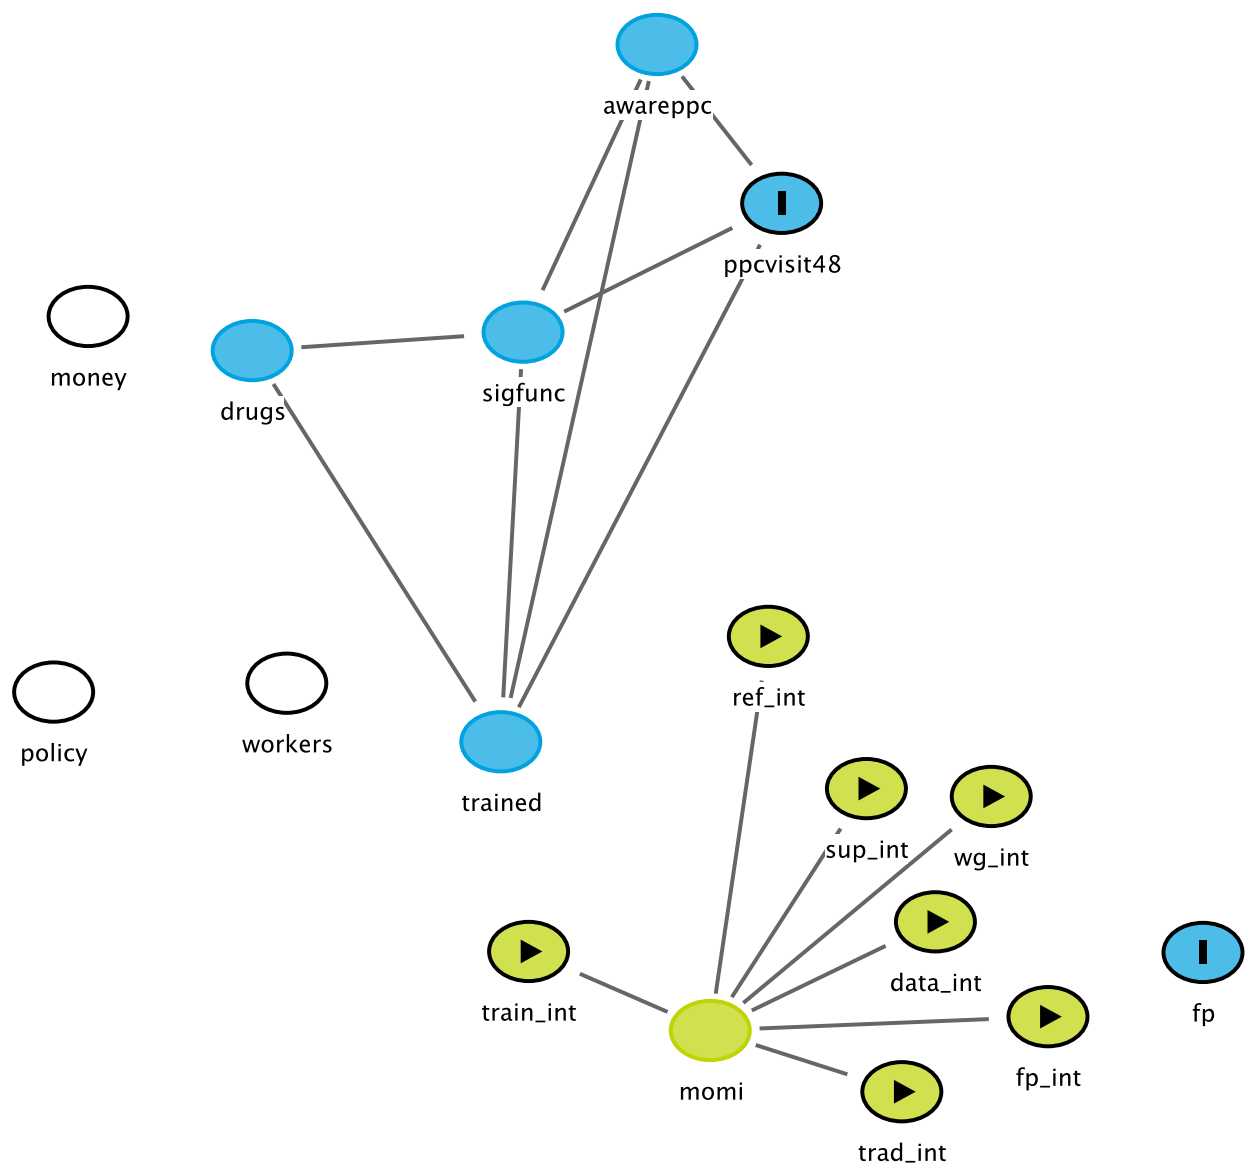 awareppc
ppcvisit48
money
drugs
sigfunc
ref_int
policy
workers
trained
sup_int
wg_int
data_int
train_int
fp
fp_int
momi
trad_int